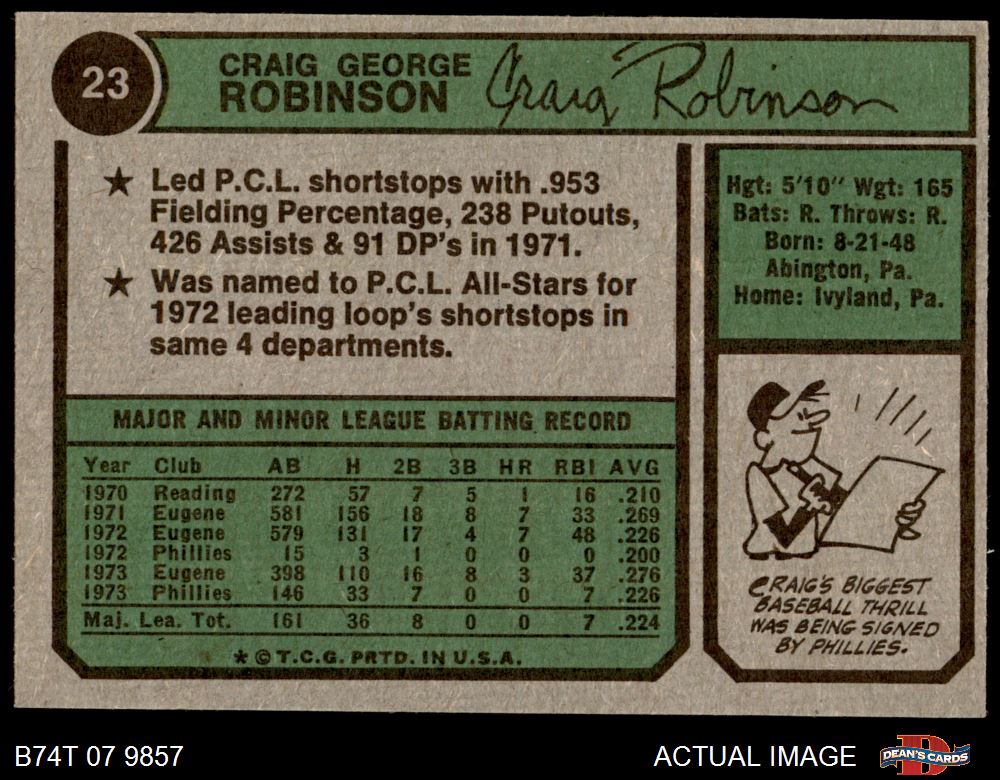 23
CRAIG GEORGE
ROBINSON
Craig Robinson
★ Led P.C.L. shortstops with .953
Fielding Percentage, 238 Putouts,
426 Assists & 91 DP's in 1971.
★ Was named to P.C.L. All-Stars for
1972 leading loop's shortstops in
same 4 departments.
Hgt: 5'10" Wgt: 165
Bats: R. Throws: R.
Born: 8-21-48
Abington, Pa.
Home: Ivyland, Pa.
MAJOR AND MINOR LEAGUE BATTING RECORD
Year Club AB H 2B 3B HR RBI AVG
1970 Reading 272 57 7 5 1 16 .210
1971 Eugene 581 156 18 8 7 33 .269
1972 Eugene 579 131 17 4 7 48 .226
1972 Phillies 15 3 1 0 0 0 .200
1973 Eugene 398 110 16 8 3 37 .276
1973 Phillies 146 33 7 0 0 7 .226
Maj. Lea. Tot. 161 36 8 0 0 7 .224
★ © T.C.G. PRTD. IN U.S.A.
CRAIG'S BIGGEST
BASEBALL THRILL
WAS BEING SIGNED
BY PHILLIES.
B74T 07 9857
ACTUAL IMAGE
D
DEAN'S CARDS